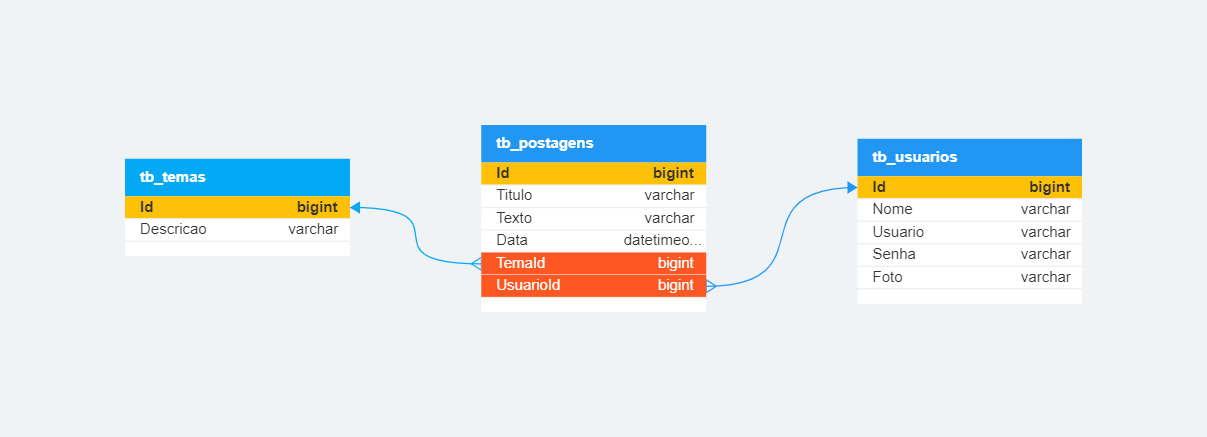 tb_temas
Id bigint
Descricao varchar
tb_postagens
Id bigint
Titulo varchar
Texto varchar
Data datetimeo...
TemaId bigint
UsuarioId bigint
tb_usuarios
Id bigint
Nome varchar
Usuario varchar
Senha varchar
Foto varchar